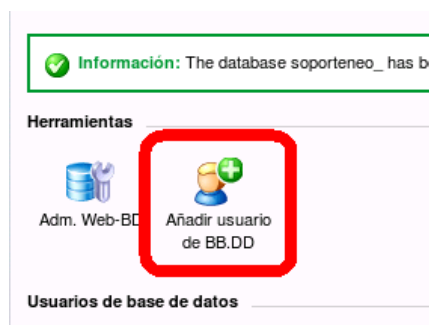 Información: The database soporteneo_ has b
Herramientas
Adm. Web-BD
Añadir usuario
de BB.DD
Usuarios de base de datos